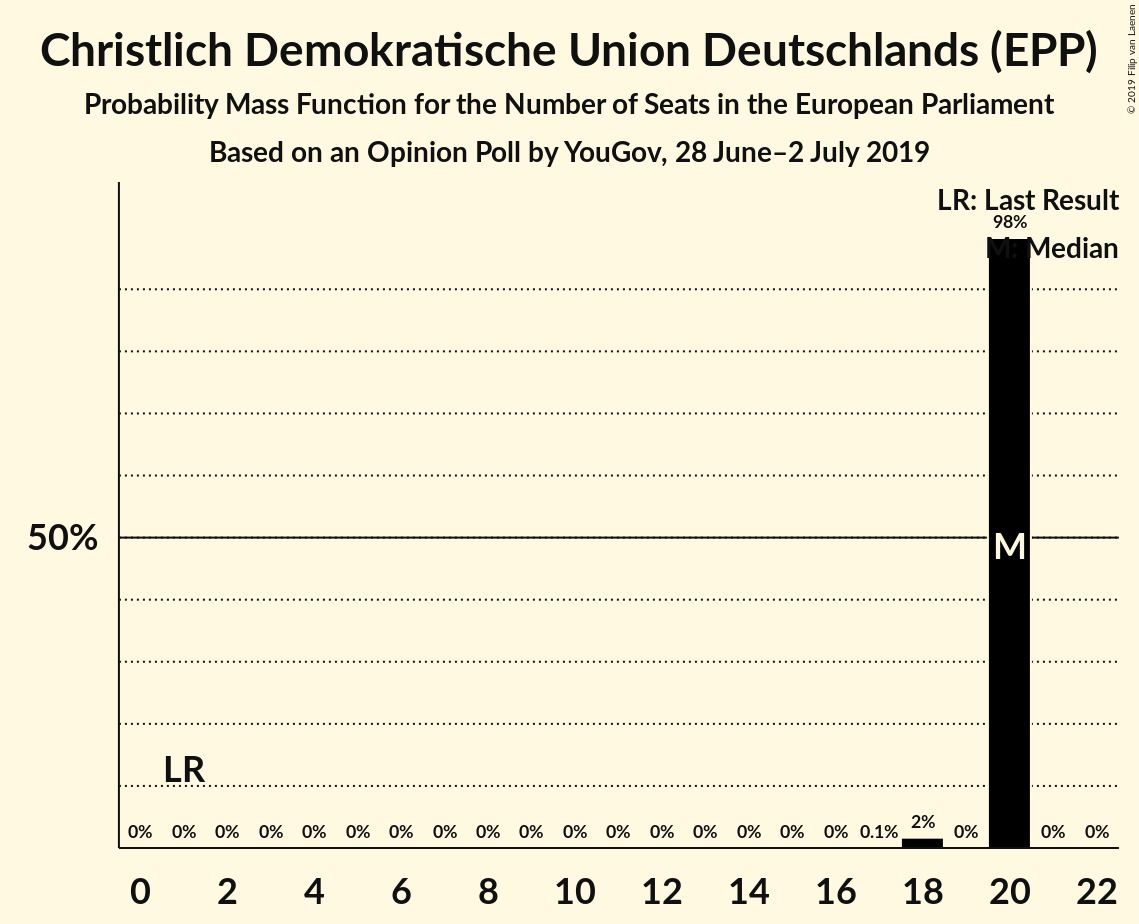 Christlich Demokratische Union Deutschlands (EPP)
Probability Mass Function for the Number of Seats in the European Parliament
Based on an Opinion Poll by YouGov, 28 June–2 July 2019
© 2019 Filip van Laenen
LR: Last Result
98%
M: Median
50%
M
LR
0% 0% 0% 0% 0% 0% 0% 0% 0% 0% 0% 0% 0% 0% 0% 0% 0% 0.1% 2% 0% 0% 0%
0 2 4 6 8 10 12 14 16 18 20 22